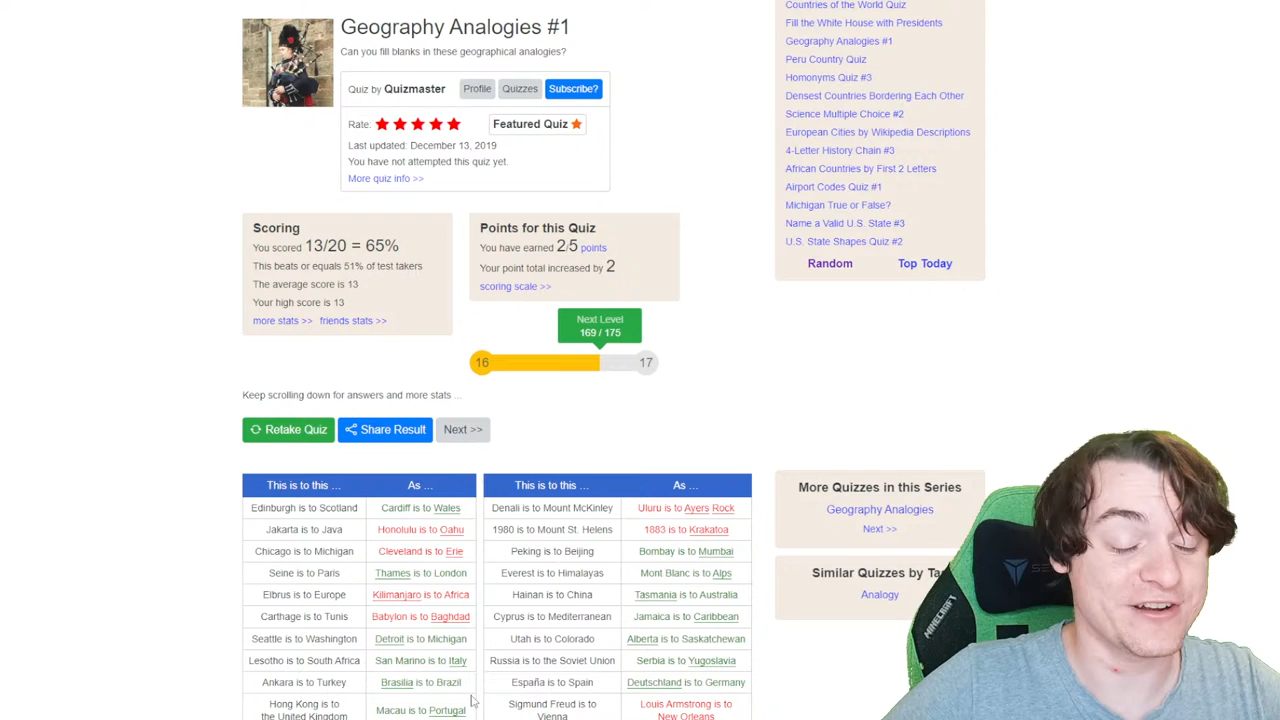 Geography Analogies #1
Can you fill blanks in these geographical analogies?
Quiz by Quizmaster
Profile
Quizzes
Subscribe?
Rate:
Featured Quiz
Last updated: December 13, 2019
You have not attempted this quiz yet.
More quiz info >>
Scoring
You scored 13/20 = 65%
This beats or equals 51% of test takers
The average score is 13
Your high score is 13
more stats >> friends stats >>
Points for this Quiz
You have earned 2/5 points
Your point total increased by 2
scoring scale >>
Next Level
169 / 175
16
17
Keep scrolling down for answers and more stats ...
Retake Quiz
Share Result
Next >>
This is to this ... As ...
Edinburgh is to Scotland Cardiff is to Wales
Jakarta is to Java Honolulu is to Oahu
Chicago is to Michigan Cleveland is to Erie
Seine is to Paris Thames is to London
Elbrus is to Europe Kilimanjaro is to Africa
Carthage is to Tunis Babylon is to Baghdad
Seattle is to Washington Detroit is to Michigan
Lesotho is to South Africa San Marino is to Italy
Ankara is to Turkey Brasilia is to Brazil
Hong Kong is to
the United Kingdom
Macau is to Portugal
This is to this ... As ...
Denali is to Mount McKinley Uluru is to Ayers Rock
1980 is to Mount St. Helens 1883 is to Krakatoa
Peking is to Beijing Bombay is to Mumbai
Everest is to Himalayas Mont Blanc is to Alps
Hainan is to China Tasmania is to Australia
Cyprus is to Mediterranean Jamaica is to Caribbean
Utah is to Colorado Alberta is to Saskatchewan
Russia is to the Soviet Union Serbia is to Yugoslavia
España is to Spain Deutschland is to Germany
Sigmund Freud is to
Vienna
Louis Armstrong is to
New Orleans
Countries of the World Quiz
Fill the White House with Presidents
Geography Analogies #1
Peru Country Quiz
Homonyms Quiz #3
Densest Countries Bordering Each Other
Science Multiple Choice #2
European Cities by Wikipedia Descriptions
4-Letter History Chain #3
African Countries by First 2 Letters
Airport Codes Quiz #1
Michigan True or False?
Name a Valid U.S. State #3
U.S. State Shapes Quiz #2
Random Top Today
More Quizzes in this Series
Geography Analogies
Next >>
Similar Quizzes by
Analogy
MINECRAFT